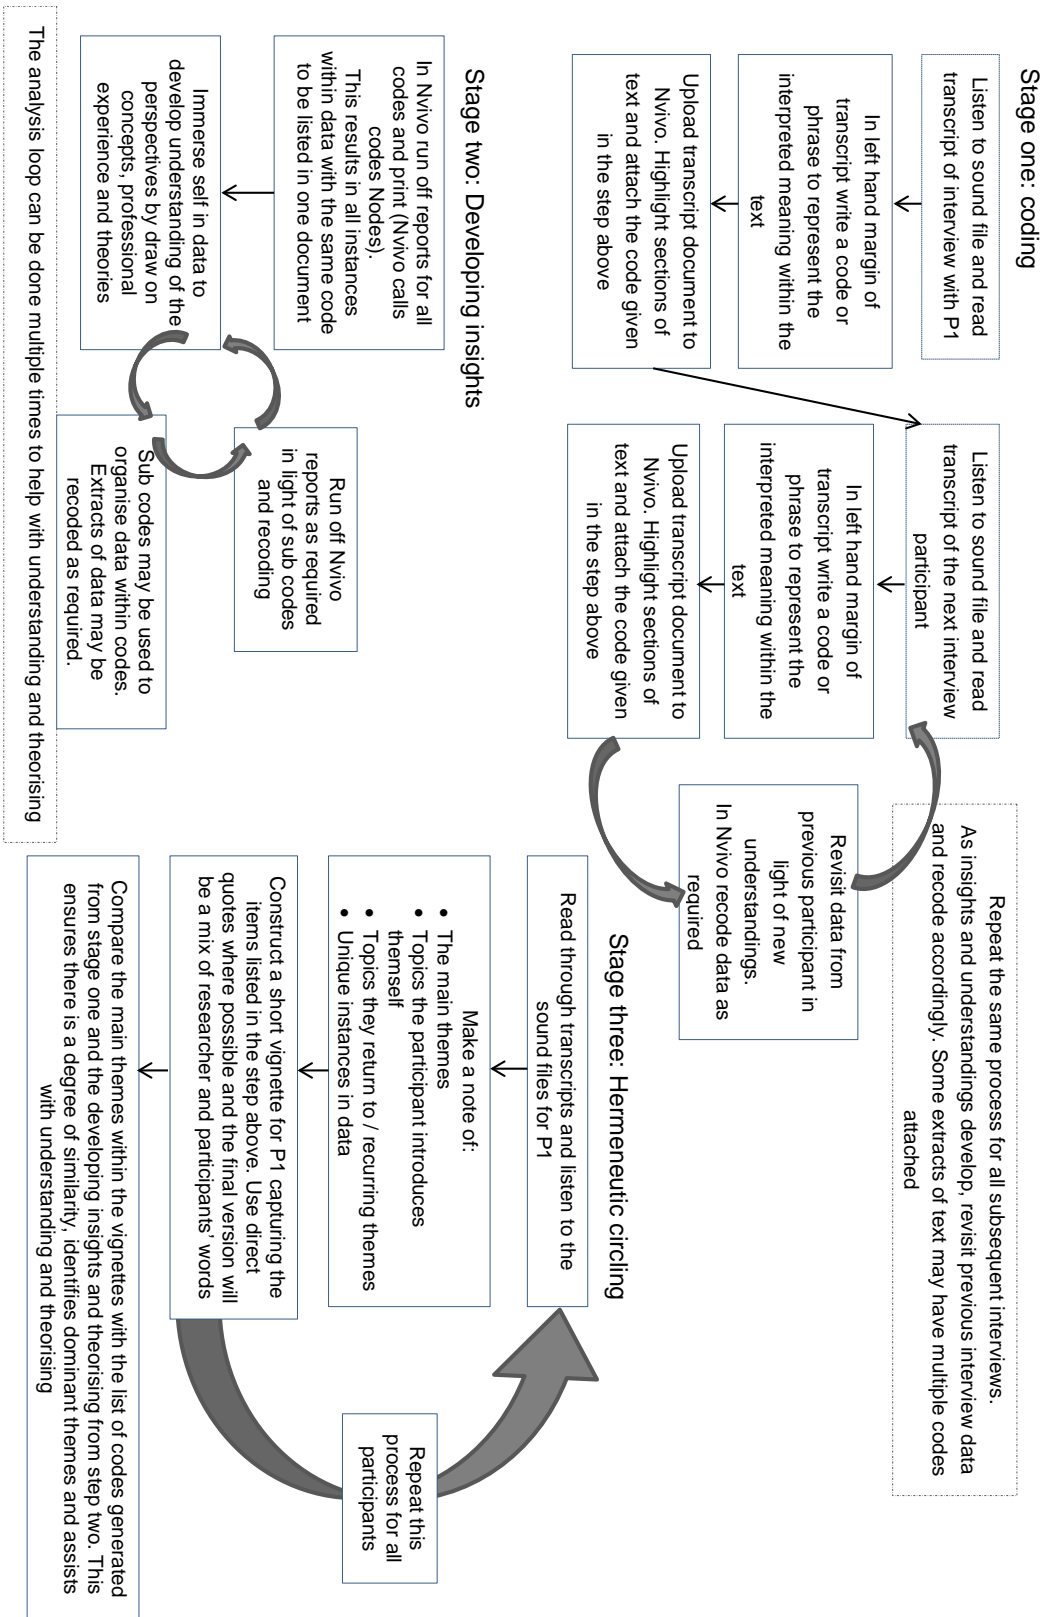 Stage one: coding
Listen to sound file and read
transcript of interview with P1
In left hand margin of
transcript write a code or
phrase to represent the
interpreted meaning within the
text
Upload transcript document to
Nvivo. Highlight sections of
text and attach the code given
in the step above
Listen to sound file and read
transcript of the next interview
participant
In left hand margin of
transcript write a code or
phrase to represent the
interpreted meaning within the
text
Upload transcript document to
Nvivo. Highlight sections of
text and attach the code given
in the step above
Revisit data from
previous participant in
light of new
understandings.
In Nvivo recode data as
required
Repeat the same process for all subsequent interviews.
As insights and understandings develop, revisit previous interview data
and recode accordingly. Some extracts of text may have multiple codes
attached
Stage two: Developing insights
In Nvivo run off reports for all
codes and print (Nvivo calls
codes Nodes).
This results in all instances
within data with the same code
to be listed in one document
Immerse self in data to
develop understanding of the
perspectives by draw on
concepts, professional
experience and theories
Run off Nvivo
reports as required
in light of sub codes
and recoding
Sub codes may be used to
organise data within codes.
Extracts of data may be
recoded as required.
The analysis loop can be done multiple times to help with understanding and theorising
Stage three: Hermeneutic circling
Read through transcripts and listen to the
sound files for P1
Make a note of:
• The main themes
• Topics the participant introduces
themself
• Topics they return to / recurring themes
• Unique instances in data
Construct a short vignette for P1 capturing the
items listed in the step above. Use direct
quotes where possible and the final version will
be a mix of researcher and participants’ words
Repeat this
process for all
participants
Compare the main themes within the vignettes with the list of codes generated
from stage one and the developing insights and theorising from step two. This
ensures there is a degree of similarity, identifies dominant themes and assists
with understanding and theorising